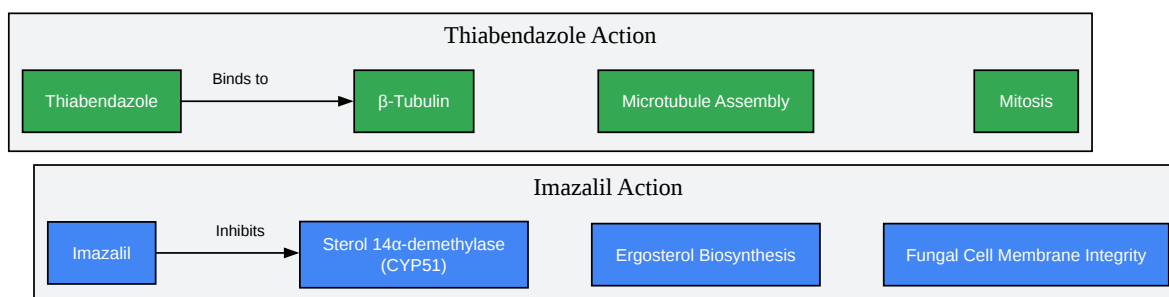 Thiabendazole Action
Thiabendazole
Binds to
β-Tubulin
Microtubule Assembly
Mitosis
Imazalil Action
Imazalil
Inhibits
Sterol 14α-demethylase
(CYP51)
Ergosterol Biosynthesis
Fungal Cell Membrane Integrity